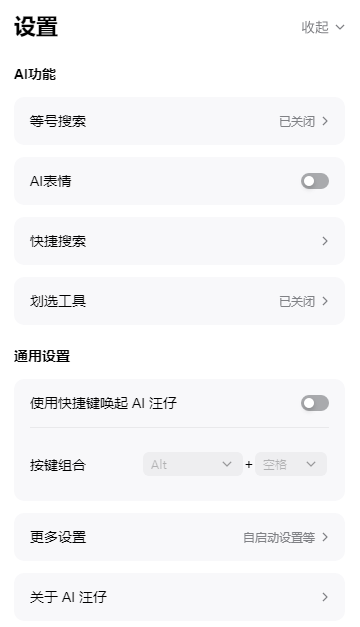 设置 收起
AI功能
等号搜索 已关闭
AI表情
快捷搜索
划选工具 已关闭
通用设置
使用快捷键唤起 AI 汪仔
按键组合 Alt + 空格
更多设置 自启动设置等
关于 AI 汪仔